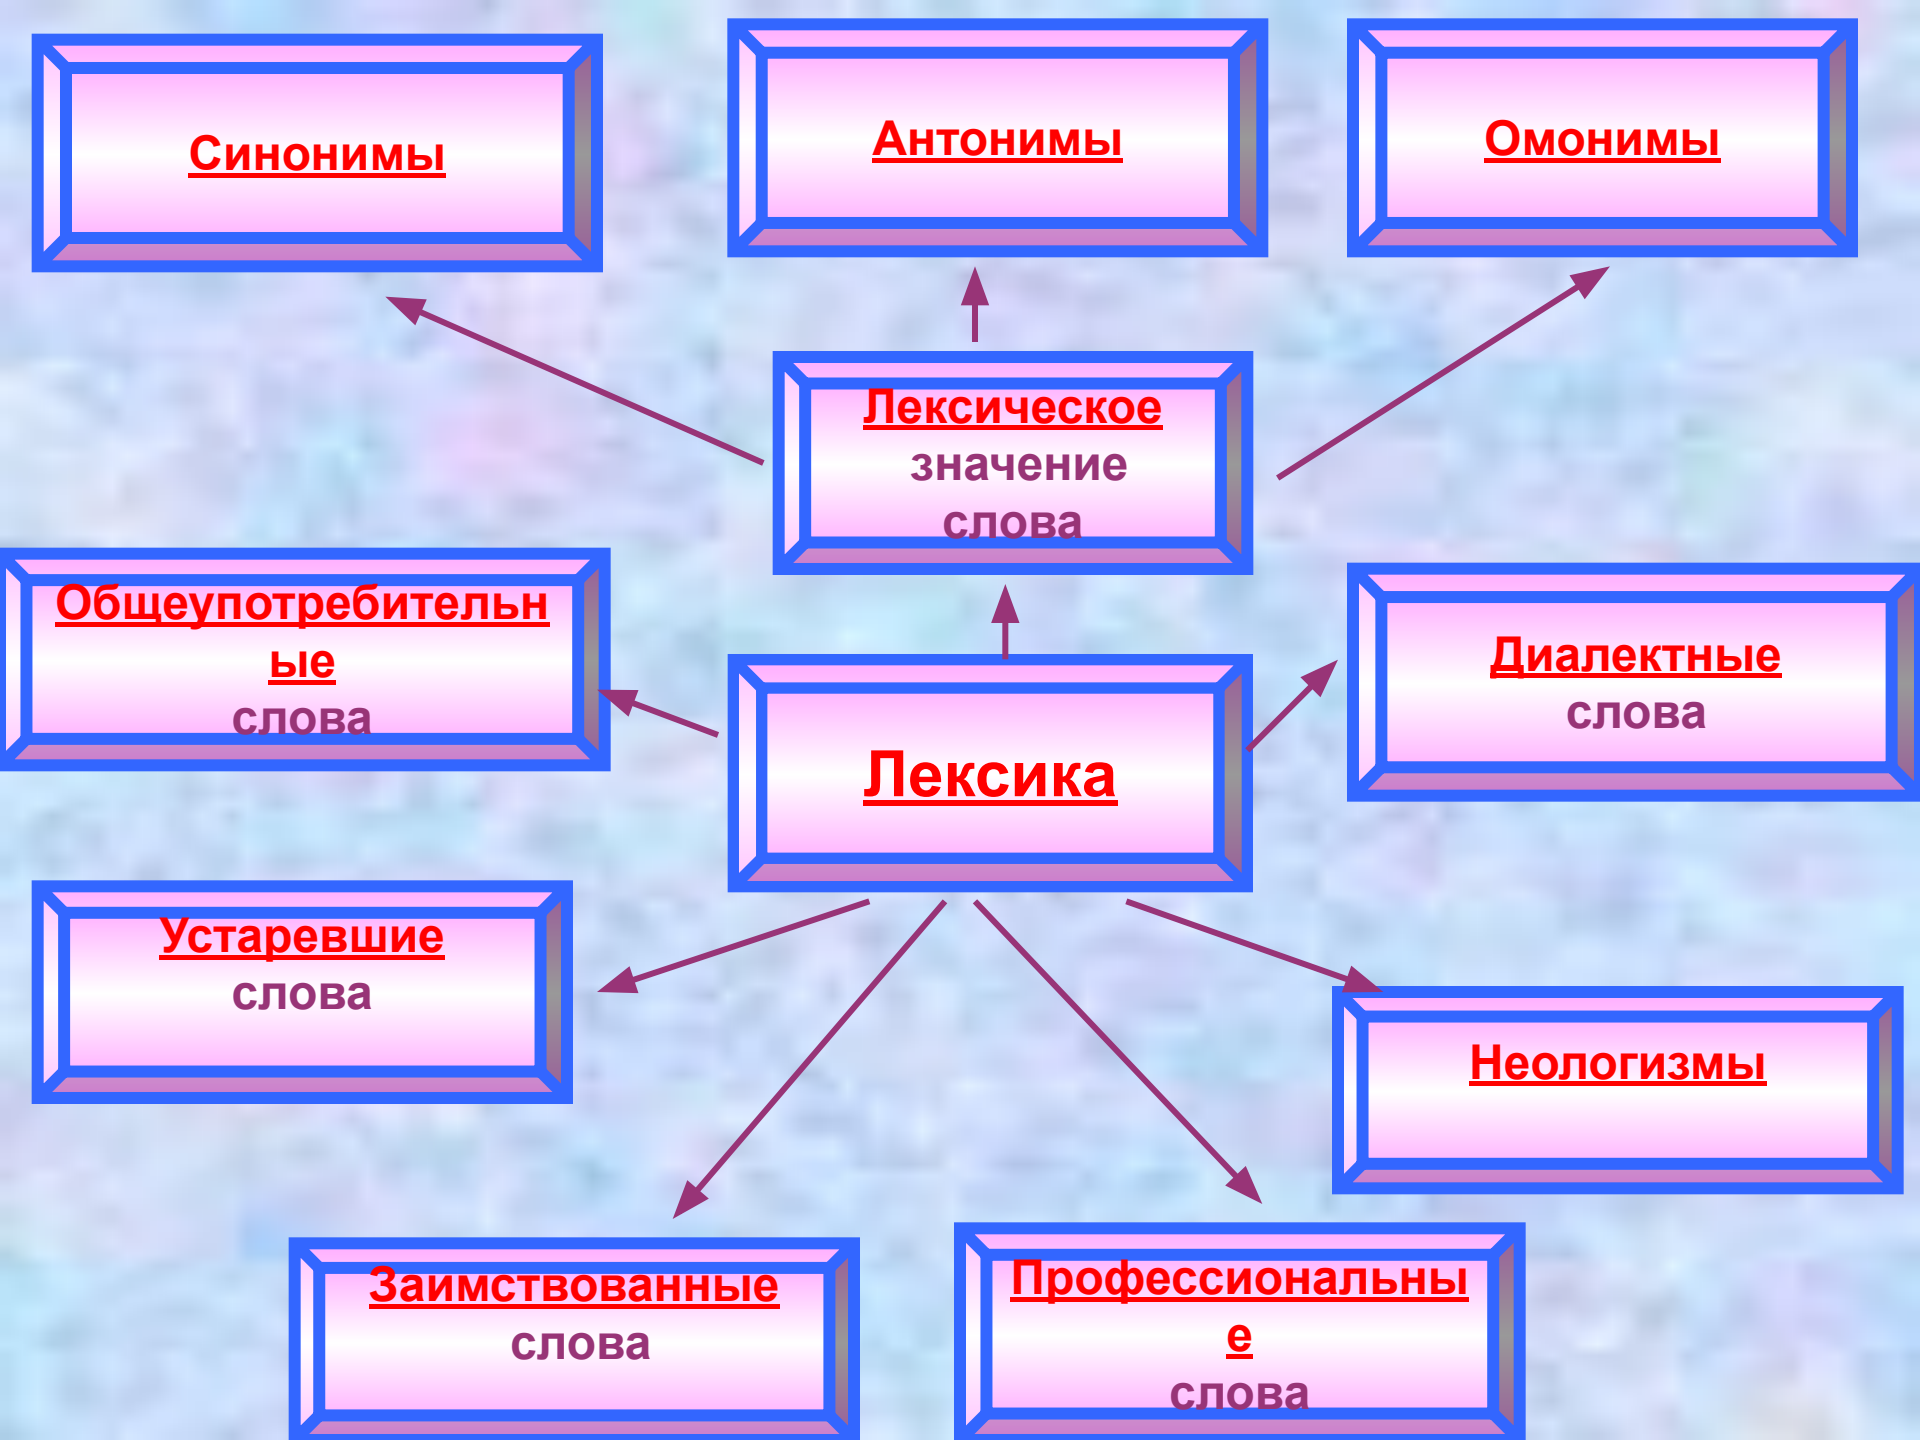 Синонимы
Антонимы
Омонимы
Лексическое
значение
слова
Общеупотребительн
ые
слова
Диалектные
слова
Лексика
Устаревшие
слова
Неологизмы
Заимствованные
слова
Профессиональны
е
слова